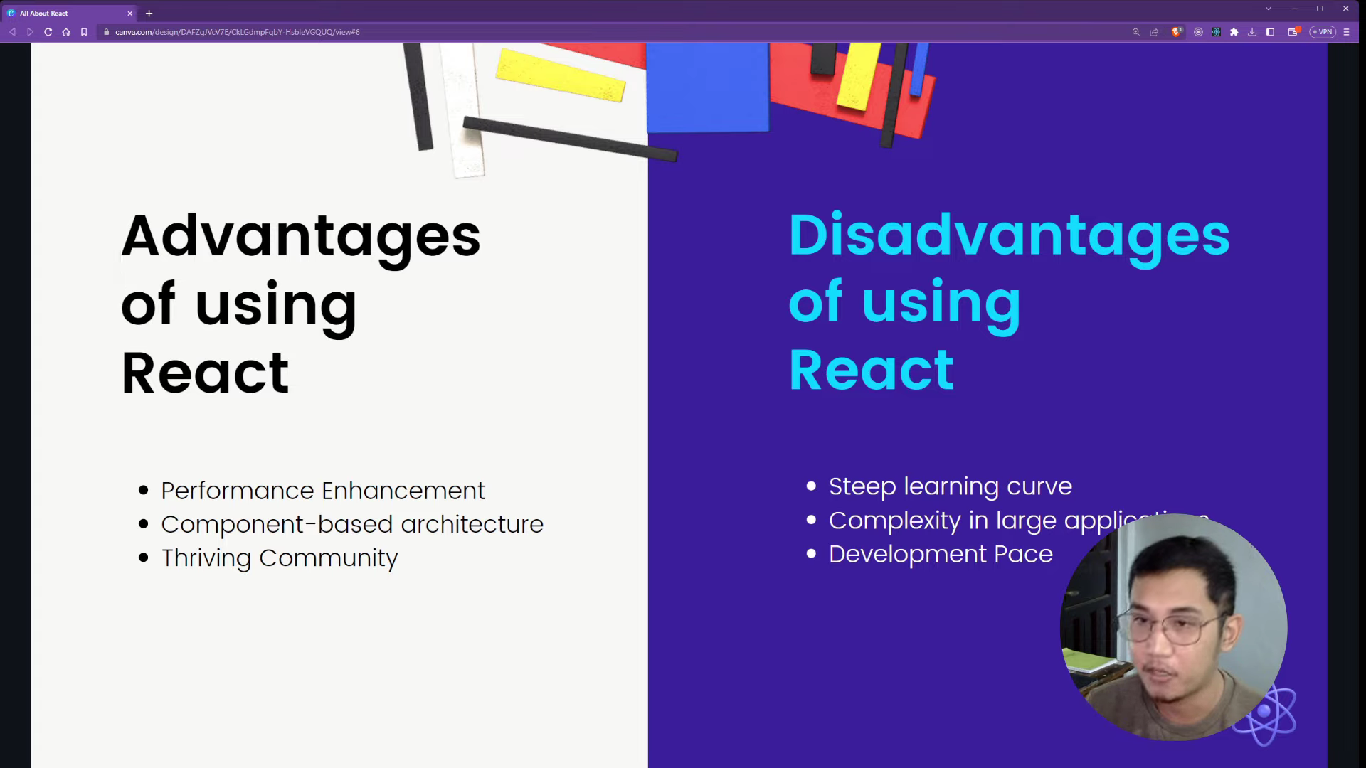 All About React
VPN
Advantages
of using
React
Performance Enhancement
Component-based architecture
Thriving Community
Disadvantages
of using
React
Steep learning curve
Complexity in large
Development Pace